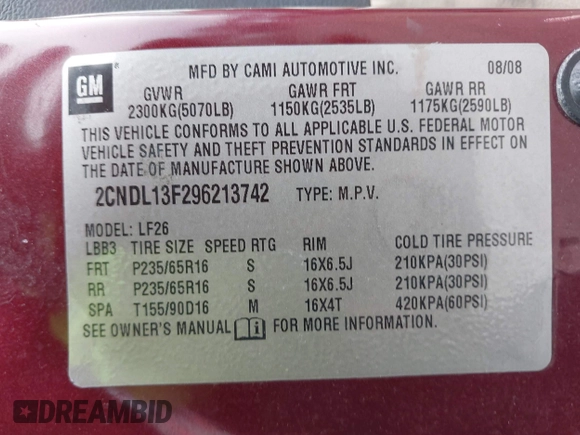 GM
MFD BY CAMI AUTOMOTIVE INC. 08/08
GVWR GAWR FRT GAWR RR
2300KG(5070LB) 1150KG(2535LB) 1175KG(2590LB)
THIS VEHICLE CONFORMS TO ALL APPLICABLE U.S. FEDERAL MOTOR
VEHICLE SAFETY AND THEFT PREVENTION STANDARDS IN EFFECT ON
THE DATE OF MANUFACTURE SHOWN ABOVE.
2CNDL13F296213742 TYPE: M.P.V.
MODEL: LF26
LBB3 TIRE SIZE SPEED RTG RIM COLD TIRE PRESSURE
FRT P235/65R16 S 16X6.5J 210KPA(30PSI)
RR P235/65R16 S 16X6.5J 210KPA(30PSI)
SPA T155/90D16 M 16X4T 420KPA(60PSI)
SEE OWNER'S MANUAL i FOR MORE INFORMATION.
DREAMBID